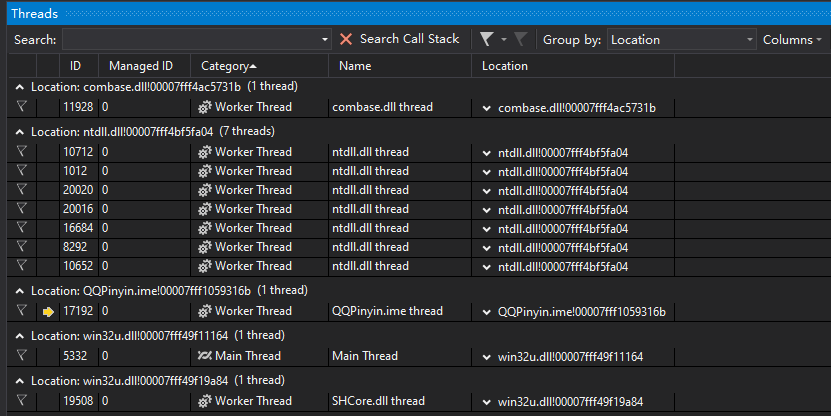 Threads
Search: Search Call Stack Group by: Location Columns
ID Managed ID Category Name Location
Location: combase.dll!00007fff4ac5731b (1 thread)
11928 0 Worker Thread combase.dll thread combase.dll!00007fff4ac5731b
Location: ntdll.dll!00007fff4bf5fa04 (7 threads)
10712 0 Worker Thread ntdll.dll thread ntdll.dll!00007fff4bf5fa04
1012 0 Worker Thread ntdll.dll thread ntdll.dll!00007fff4bf5fa04
20020 0 Worker Thread ntdll.dll thread ntdll.dll!00007fff4bf5fa04
20016 0 Worker Thread ntdll.dll thread ntdll.dll!00007fff4bf5fa04
16684 0 Worker Thread ntdll.dll thread ntdll.dll!00007fff4bf5fa04
8292 0 Worker Thread ntdll.dll thread ntdll.dll!00007fff4bf5fa04
10652 0 Worker Thread ntdll.dll thread ntdll.dll!00007fff4bf5fa04
Location: QQPinyin.ime!00007fff1059316b (1 thread)
17192 0 Worker Thread QQPinyin.ime thread QQPinyin.ime!00007fff1059316b
Location: win32u.dll!00007fff49f11164 (1 thread)
5332 0 Main Thread Main Thread win32u.dll!00007fff49f11164
Location: win32u.dll!00007fff49f19a84 (1 thread)
19508 0 Worker Thread SHCore.dll thread win32u.dll!00007fff49f19a84